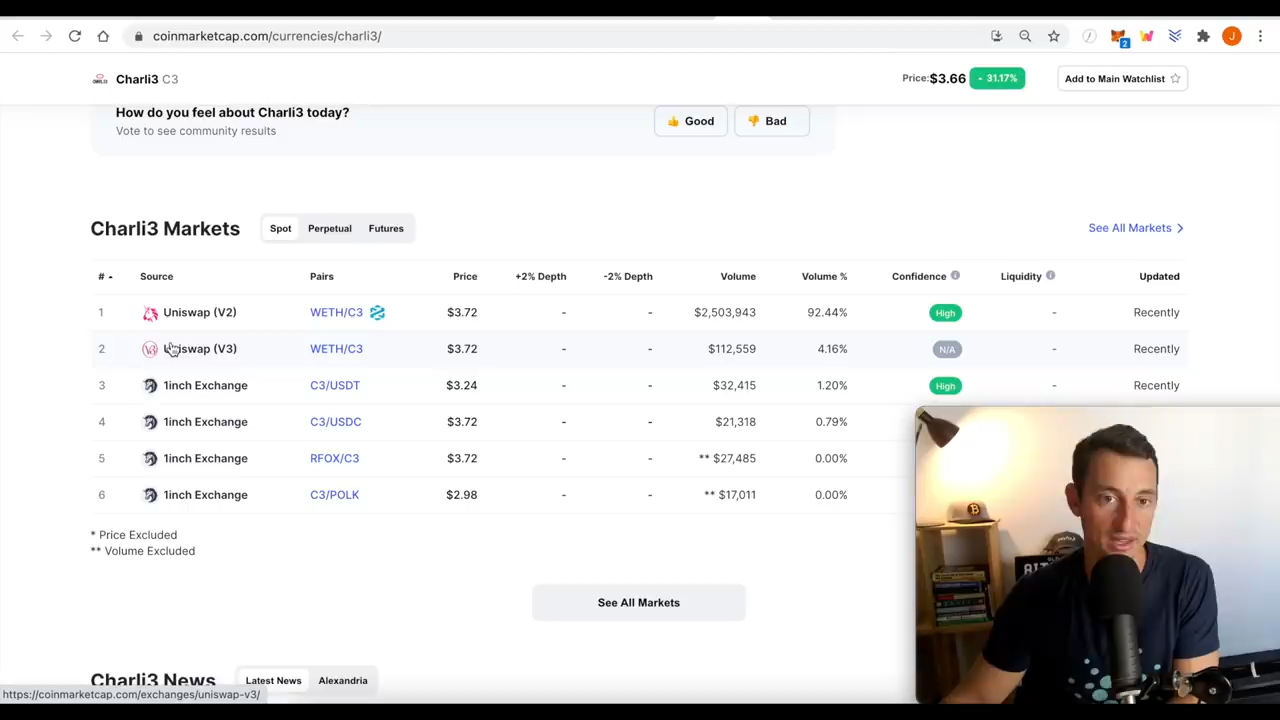 coinmarketcap.com/currencies/charli3/
2
J
Charli3 C3
Price: $3.66 31.17%
Add to Main Watchlist
How do you feel about Charli3 today?
Vote to see community results
Good
Bad
Charli3 Markets
Spot Perpetual Futures
See All Markets
# Source Pairs Price +2% Depth -2% Depth Volume Volume % Confidence Liquidity Updated
1 Uniswap (V2) WETH/C3 $3.72 - - $2,503,943 92.44% High - Recently
2 V3 Uniswap (V3) WETH/C3 $3.72 - - $112,559 4.16% N/A - Recently
3 1inch Exchange C3/USDT $3.24 - - $32,415 1.20% High - Recently
4 1inch Exchange C3/USDC $3.72 - - $21,318 0.79%
5 1inch Exchange RFOX/C3 $3.72 - - ** $27,485 0.00%
6 1inch Exchange C3/POLK $2.98 - - ** $17,011 0.00%
* Price Excluded
** Volume Excluded
See All Markets
Charli3 News
Latest News Alexandria
https://coinmarketcap.com/exchanges/uniswap-v3/